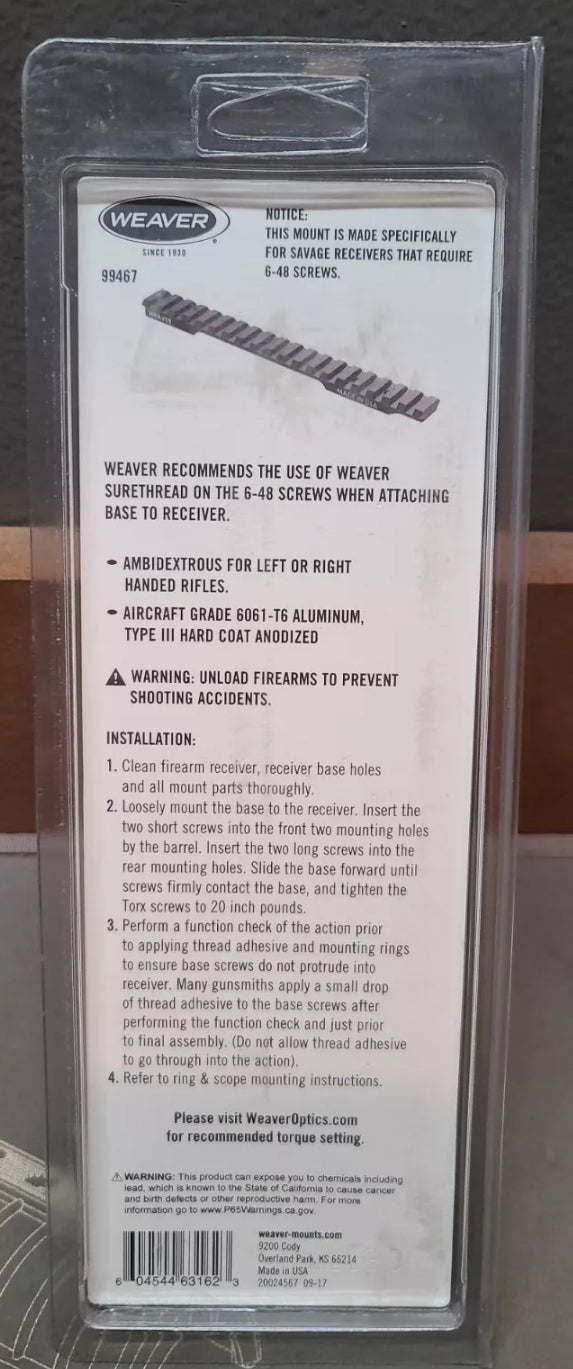 WEAVER
SINCE 1930
99467
NOTICE:
THIS MOUNT IS MADE SPECIFICALLY
FOR SAVAGE RECEIVERS THAT REQUIRE
6-48 SCREWS.
WEAVER
MADE IN USA
WEAVER RECOMMENDS THE USE OF WEAVER
SURETHREAD ON THE 6-48 SCREWS WHEN ATTACHING
BASE TO RECEIVER.
• AMBIDEXTROUS FOR LEFT OR RIGHT
HANDED RIFLES.
• AIRCRAFT GRADE 6061-T6 ALUMINUM,
TYPE III HARD COAT ANODIZED
⚠ WARNING: UNLOAD FIREARMS TO PREVENT
SHOOTING ACCIDENTS.
INSTALLATION:
1. Clean firearm receiver, receiver base holes
and all mount parts thoroughly.
2. Loosely mount the base to the receiver. Insert the
two short screws into the front two mounting holes
by the barrel. Insert the two long screws into the
rear mounting holes. Slide the base forward until
screws firmly contact the base, and tighten the
Torx screws to 20 inch pounds.
3. Perform a function check of the action prior
to applying thread adhesive and mounting rings
to ensure base screws do not protrude into
receiver. Many gunsmiths apply a small drop
of thread adhesive to the base screws after
performing the function check and just prior
to final assembly. (Do not allow thread adhesive
to go through into the action).
4. Refer to ring & scope mounting instructions.
Please visit WeaverOptics.com
for recommended torque setting.
⚠ WARNING: This product can expose you to chemicals including
lead, which is known to the State of California to cause cancer
and birth defects or other reproductive harm. For more
information go to www.P65Warnings.ca.gov.
6 04544 63162 3
weaver-mounts.com
9200 Cody
Overland Park, KS 66214
Made in USA
20024567 09-17